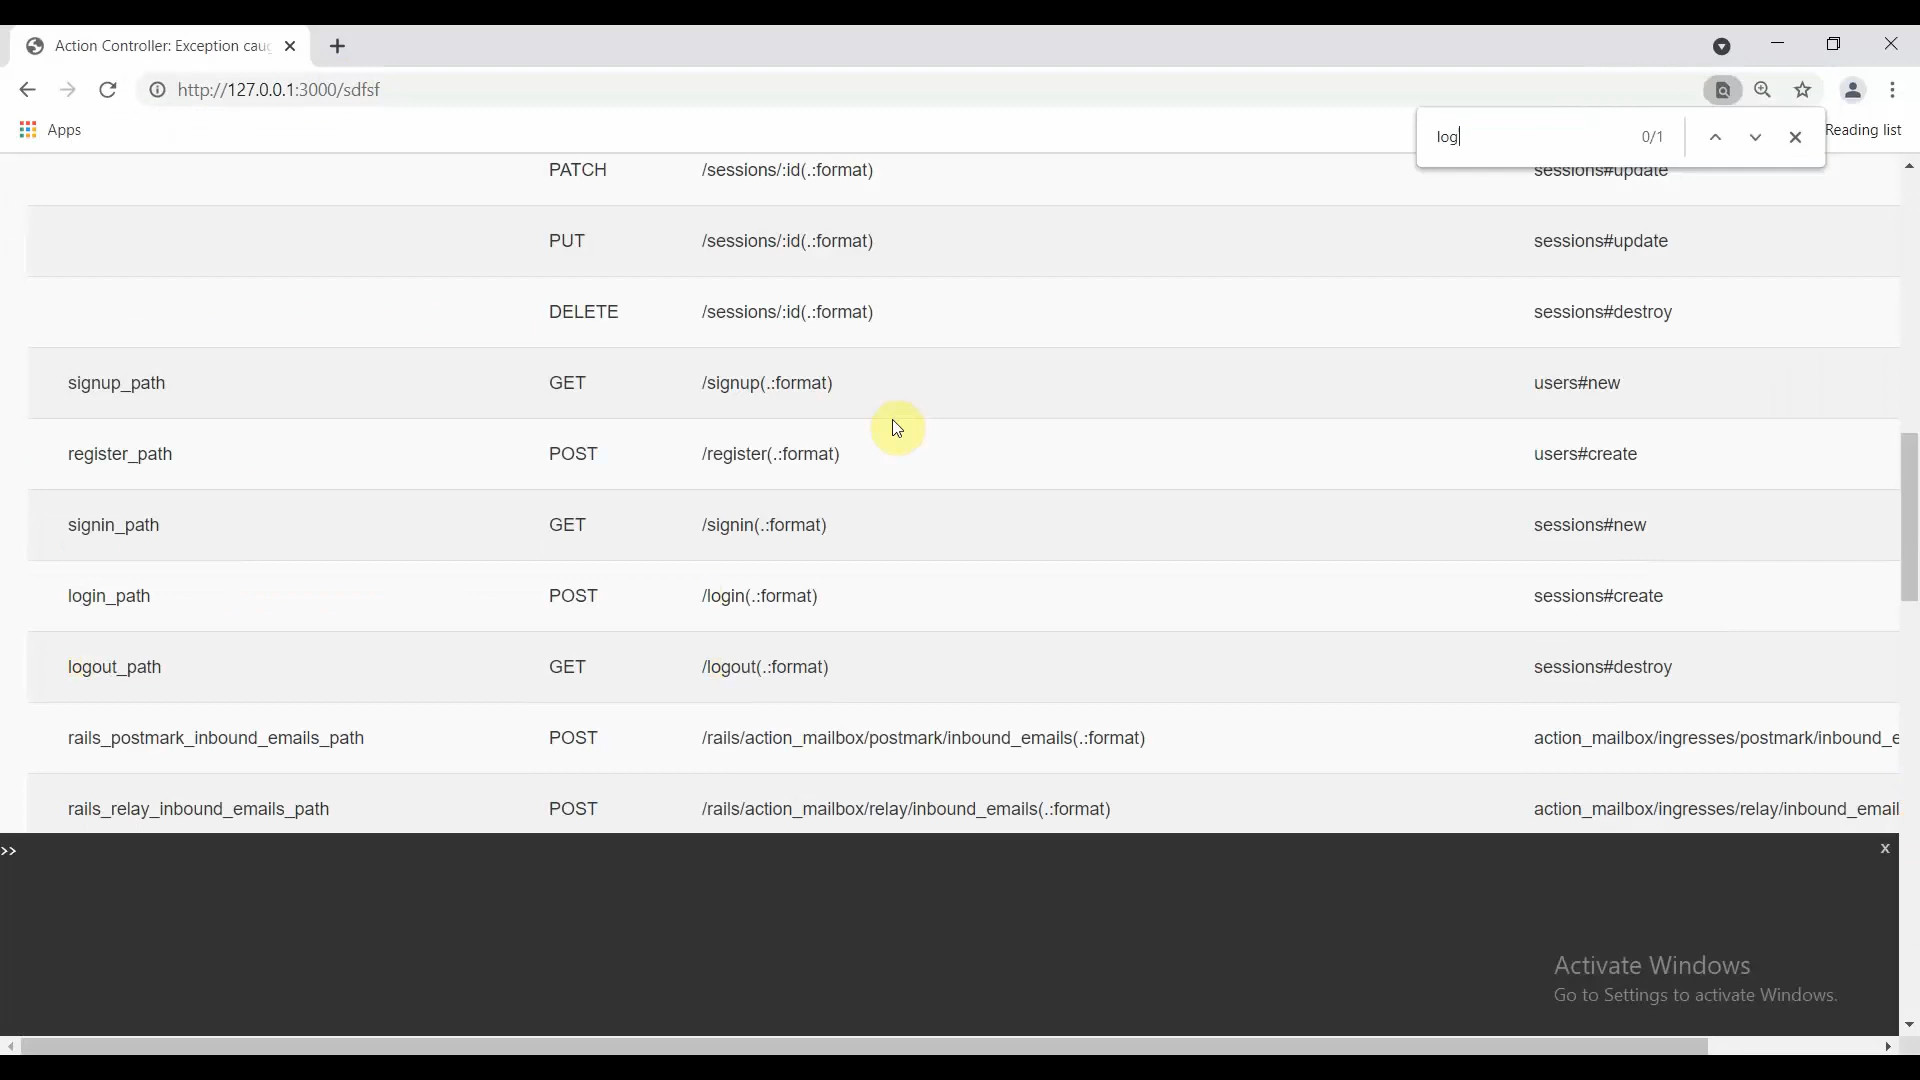 Action Controller: Exception cau
http://127.0.0.1:3000/sdfsf
Apps
log 0/1
Reading list
PATCH /sessions/:id(.:format) sessions#update
PUT /sessions/:id(.:format) sessions#update
DELETE /sessions/:id(.:format) sessions#destroy
signup_path GET /signup(.:format) users#new
register_path POST /register(.:format) users#create
signin_path GET /signin(.:format) sessions#new
login_path POST /login(.:format) sessions#create
logout_path GET /logout(.:format) sessions#destroy
rails_postmark_inbound_emails_path POST /rails/action_mailbox/postmark/inbound_emails(.:format) action_mailbox/ingresses/postmark/inbound_e
rails_relay_inbound_emails_path POST /rails/action_mailbox/relay/inbound_emails(.:format) action_mailbox/ingresses/relay/inbound_email
>> x
Activate Windows
Go to Settings to activate Windows.